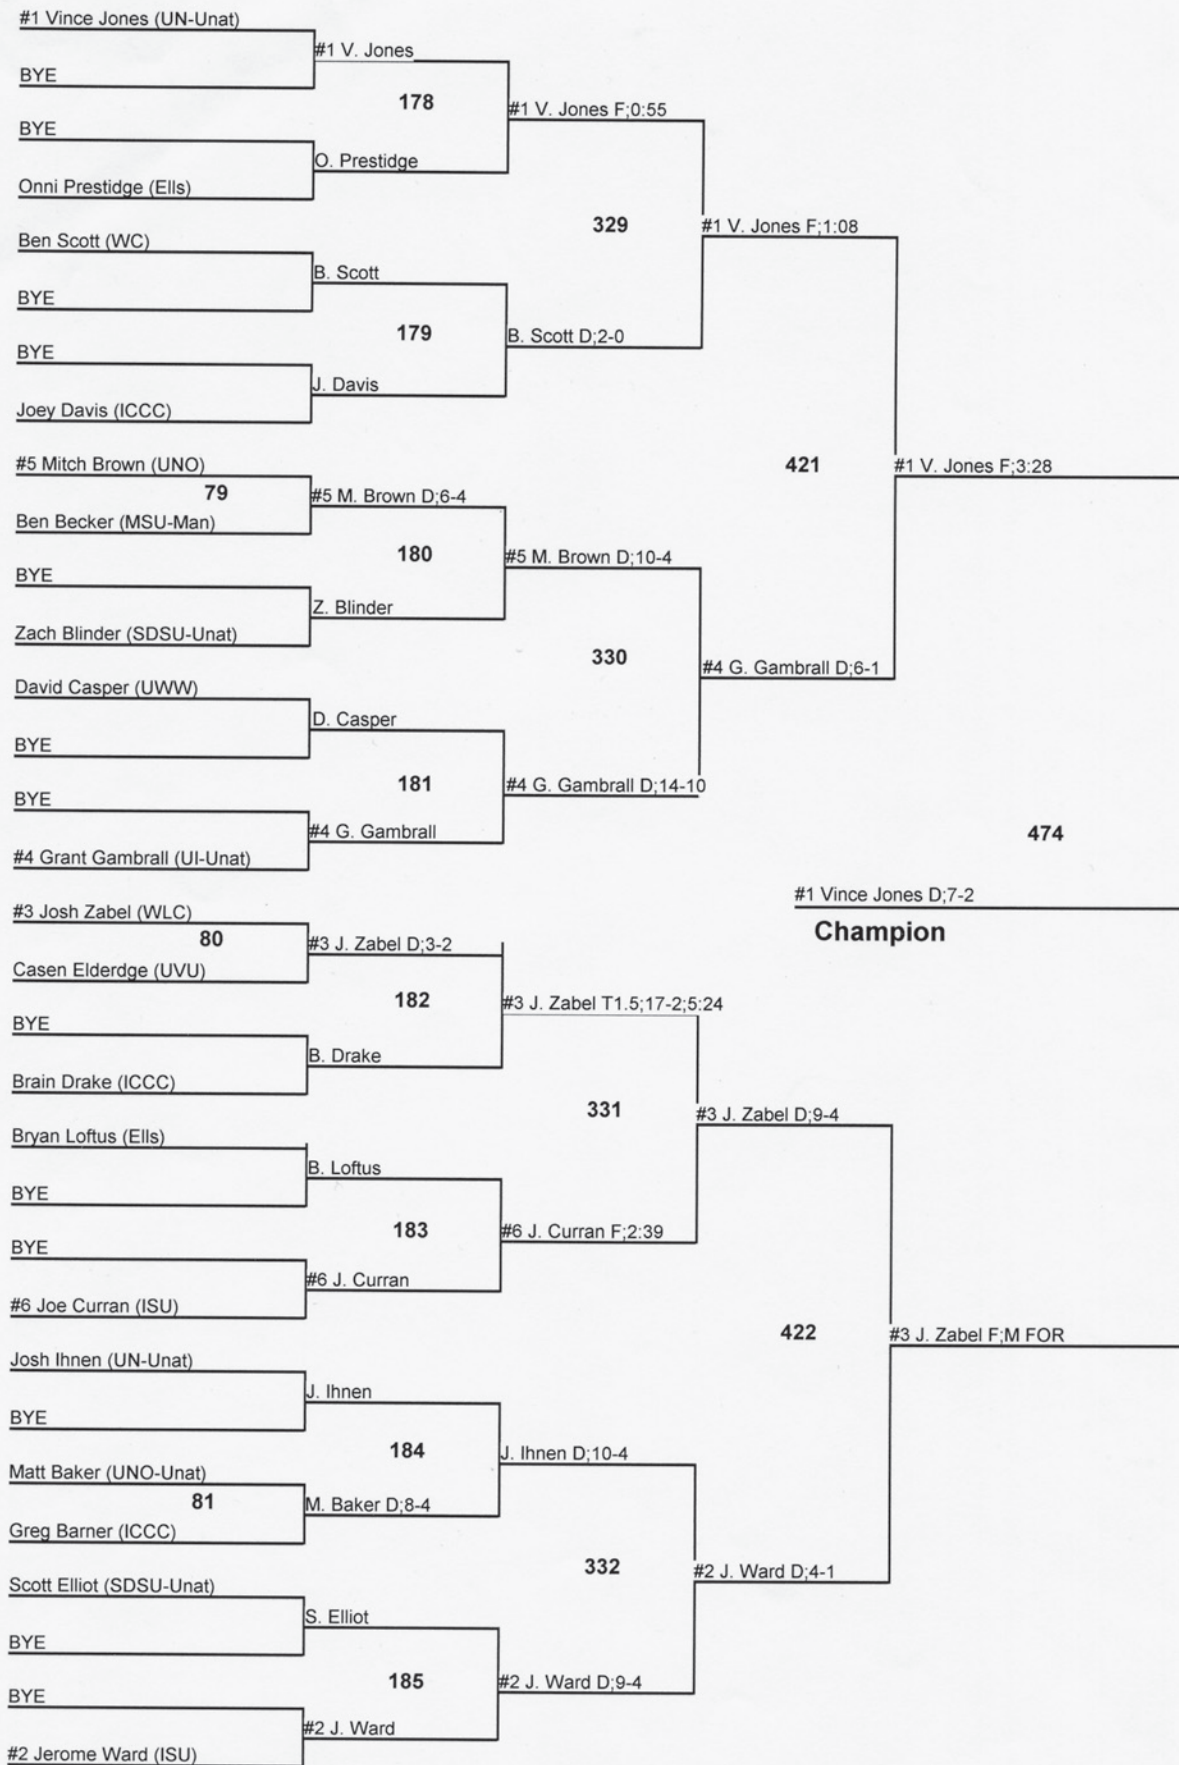 #1 Vince Jones (UN-Unat)
#1 V. Jones
BYE
178
#1 V. Jones F;0:55
BYE
O. Prestidge
Onni Prestidge (Ells)
329
#1 V. Jones F;1:08
Ben Scott (WC)
B. Scott
BYE
179
B. Scott D;2-0
BYE
J. Davis
Joey Davis (ICCC)
421
#1 V. Jones F;3:28
#5 Mitch Brown (UNO)
79
#5 M. Brown D;6-4
Ben Becker (MSU-Man)
180
#5 M. Brown D;10-4
BYE
Z. Blinder
Zach Blinder (SDSU-Unat)
330
#4 G. Gambrall D;6-1
David Casper (UWW)
D. Casper
BYE
181
#4 G. Gambrall D;14-10
BYE
#4 G. Gambrall
#4 Grant Gambrall (UI-Unat)
474
#1 Vince Jones D;7-2
Champion
#3 Josh Zabel (WLC)
80
#3 J. Zabel D;3-2
Casen Elderdge (UVU)
182
#3 J. Zabel T1.5;17-2;5:24
BYE
B. Drake
Brain Drake (ICCC)
331
#3 J. Zabel D;9-4
Bryan Loftus (Ells)
B. Loftus
BYE
183
#6 J. Curran F;2:39
BYE
#6 J. Curran
#6 Joe Curran (ISU)
422
#3 J. Zabel F;M FOR
Josh Ihnen (UN-Unat)
J. Ihnen
BYE
184
J. Ihnen D;10-4
Matt Baker (UNO-Unat)
81
M. Baker D;8-4
Greg Barner (ICCC)
332
#2 J. Ward D;4-1
Scott Elliot (SDSU-Unat)
S. Elliot
BYE
185
#2 J. Ward D;9-4
BYE
#2 J. Ward
#2 Jerome Ward (ISU)